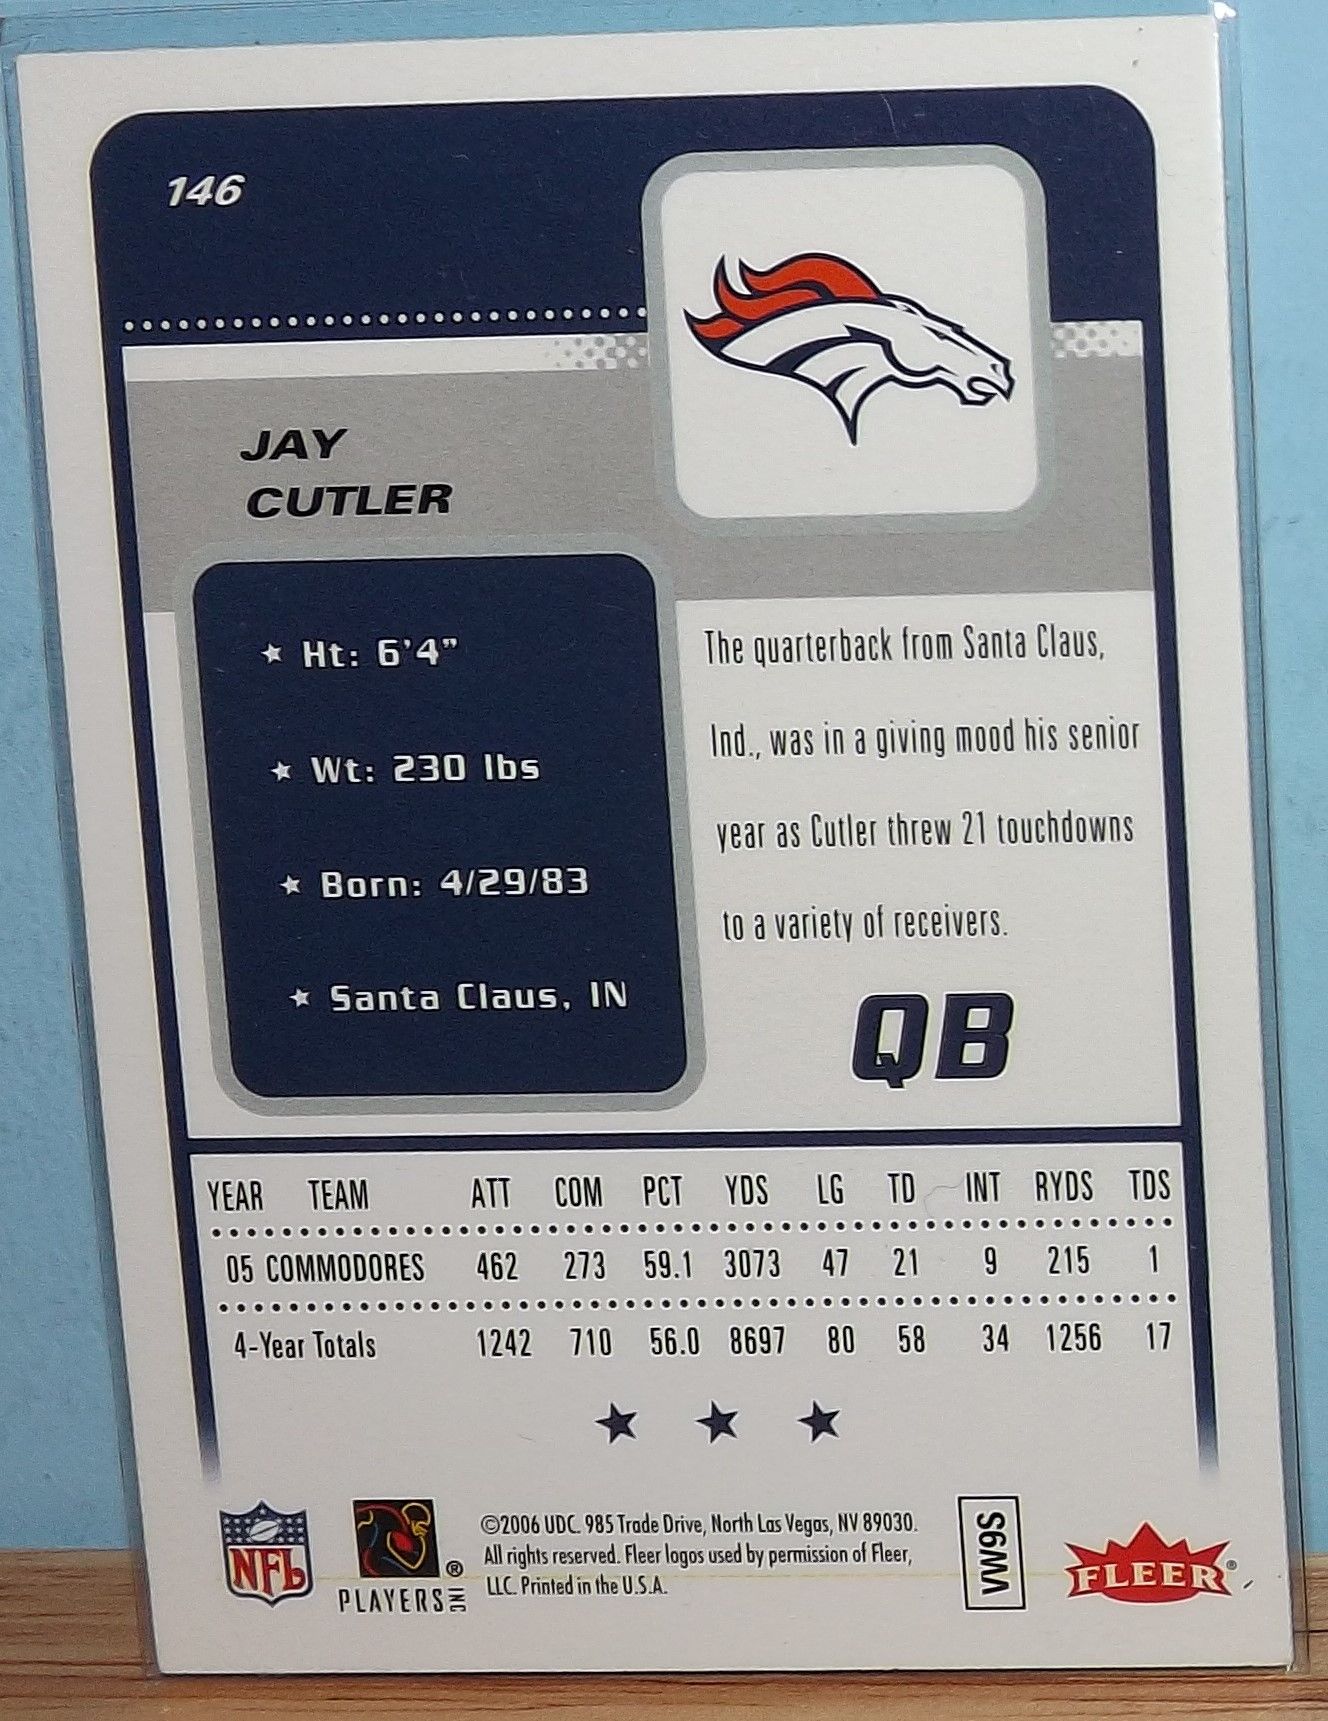 146
JAY
CUTLER
Ht: 6'4"
Wt: 230 lbs
Born: 4/29/83
Santa Claus, IN
The quarterback from Santa Claus,
Ind., was in a giving mood his senior
year as Cutler threw 21 touchdowns
to a variety of receivers.
QB
YEAR TEAM ATT COM PCT YDS LG TD INT RYDS TDS
05 COMMODORES 462 273 59.1 3073 47 21 9 215 1
4-Year Totals 1242 710 56.0 8697 80 58 34 1256 17
NFL
PLAYERS INC ®
©2006 UDC. 985 Trade Drive, North Las Vegas, NV 89030.
All rights reserved. Fleer logos used by permission of Fleer,
LLC. Printed in the U.S.A.
VW9S
FLEER®